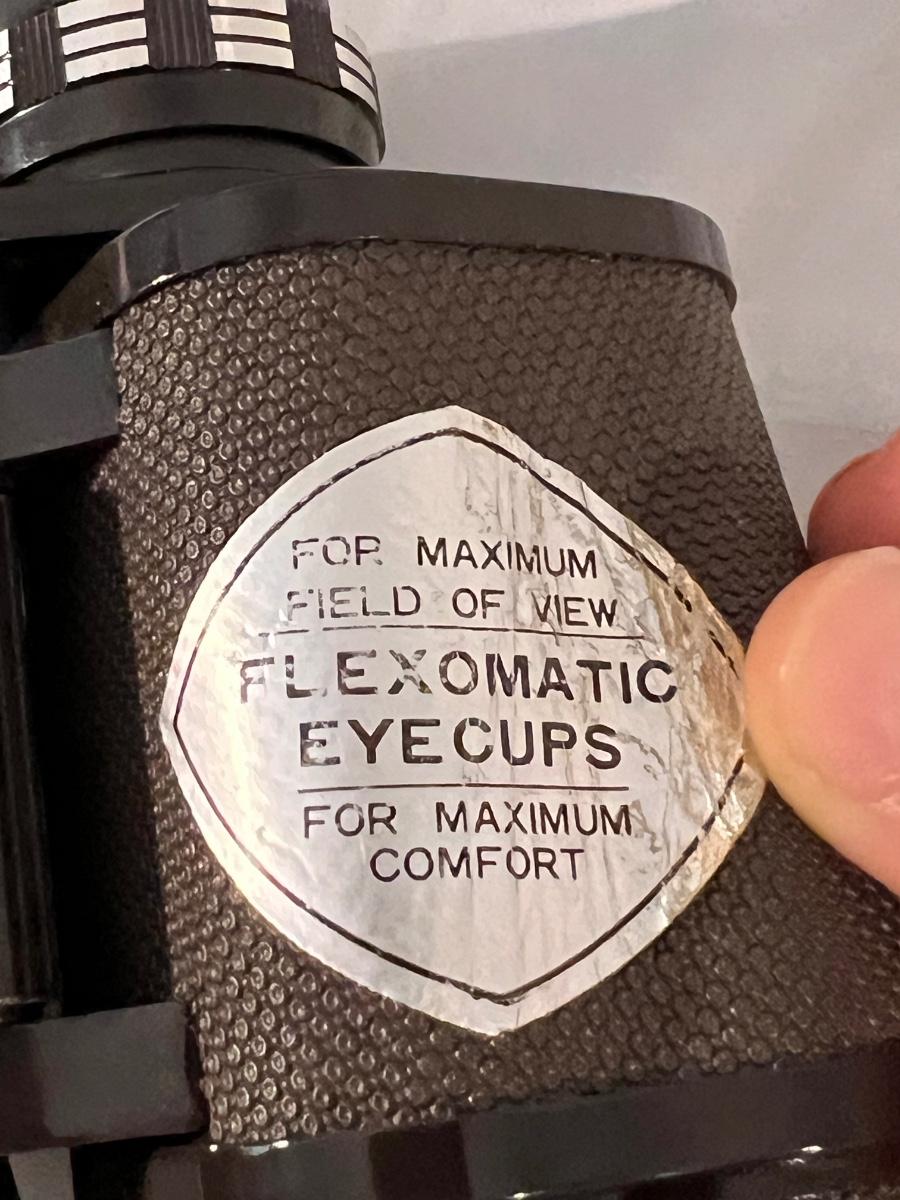 FOR MAXIMUM
FIELD OF VIEW
FLEXOMATIC
EYECUPS
FOR MAXIMUM
COMFORT